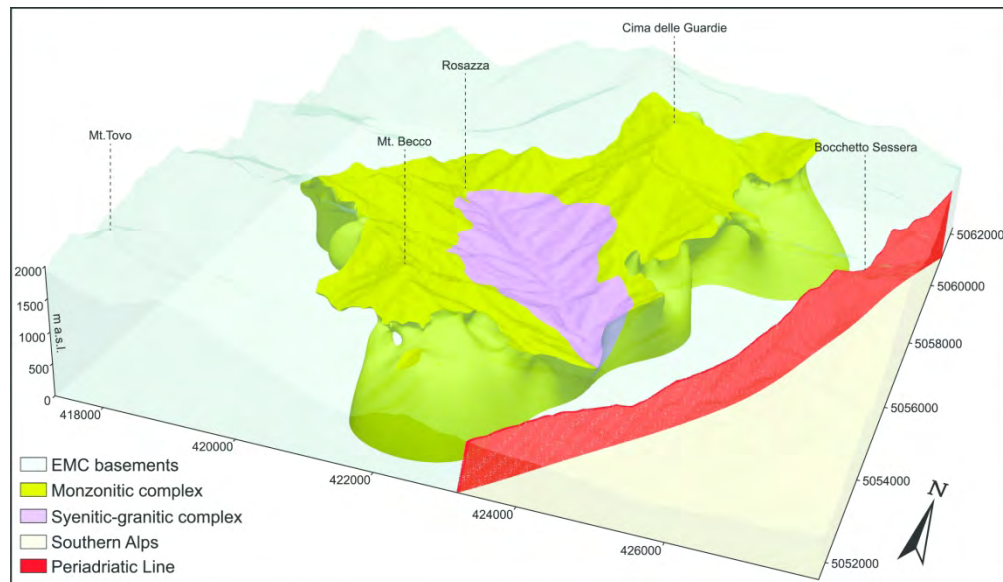 Cima delle Guardie
Rosazza
Mt.Tovo
Mt. Becco
Bocchetto Sessera
2000
1500
1000
500
0
m a.s.l.
418000
420000
422000
424000
426000
5062000
5060000
5058000
5056000
5054000
5052000
N
EMC basements
Monzonitic complex
Syenitic-granitic complex
Southern Alps
Periadriatic Line